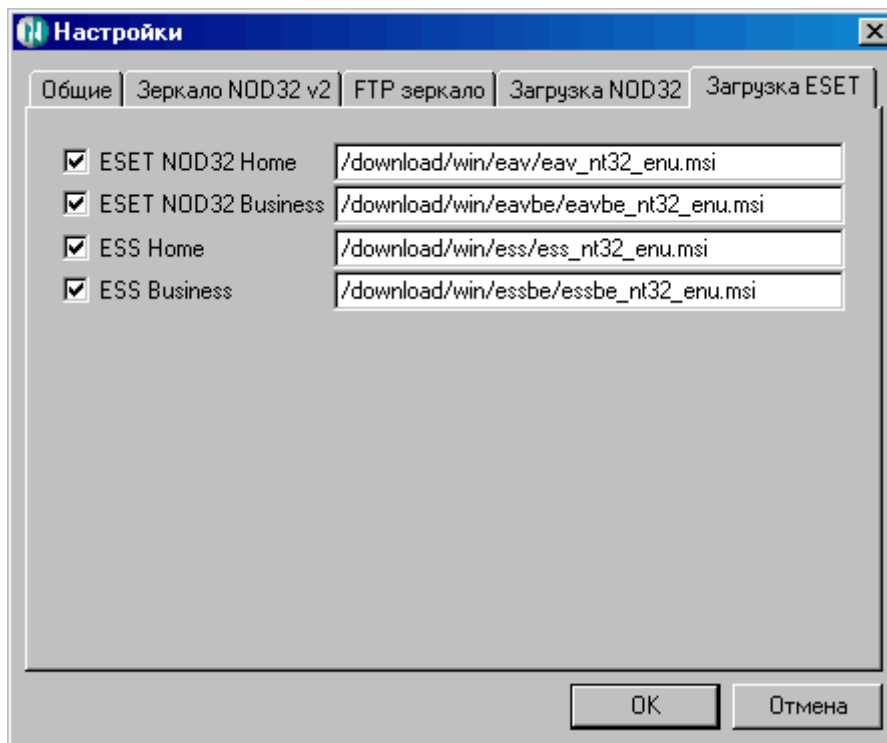 Настройки
Общие Зеркало NOD32 v2 FTP зеркало Загрузка NOD32 Загрузка ESET
ESET NOD32 Home /download/win/eav/eav_nt32_enu.msi
ESET NOD32 Business /download/win/eavbe/eavbe_nt32_enu.msi
ESS Home /download/win/ess/ess_nt32_enu.msi
ESS Business /download/win/essbe/essbe_nt32_enu.msi
OK Отмена